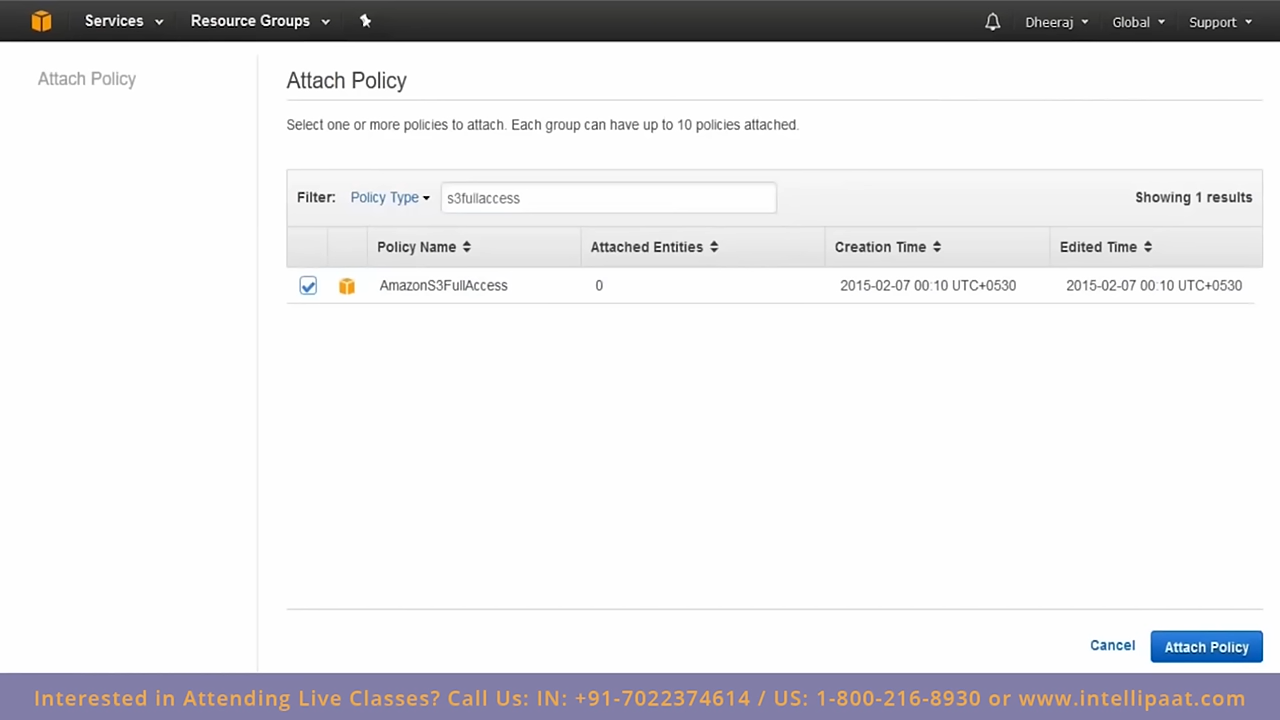 Services Resource Groups Dheeraj Global Support
Attach Policy
Attach Policy
Select one or more policies to attach. Each group can have up to 10 policies attached.
Filter: Policy Type s3fullaccess Showing 1 results
Policy Name Attached Entities Creation Time Edited Time
AmazonS3FullAccess 0 2015-02-07 00:10 UTC+0530 2015-02-07 00:10 UTC+0530
Cancel Attach Policy
Interested in Attending Live Classes? Call Us: IN: +91-7022374614 / US: 1-800-216-8930 or www.intellipaat.com